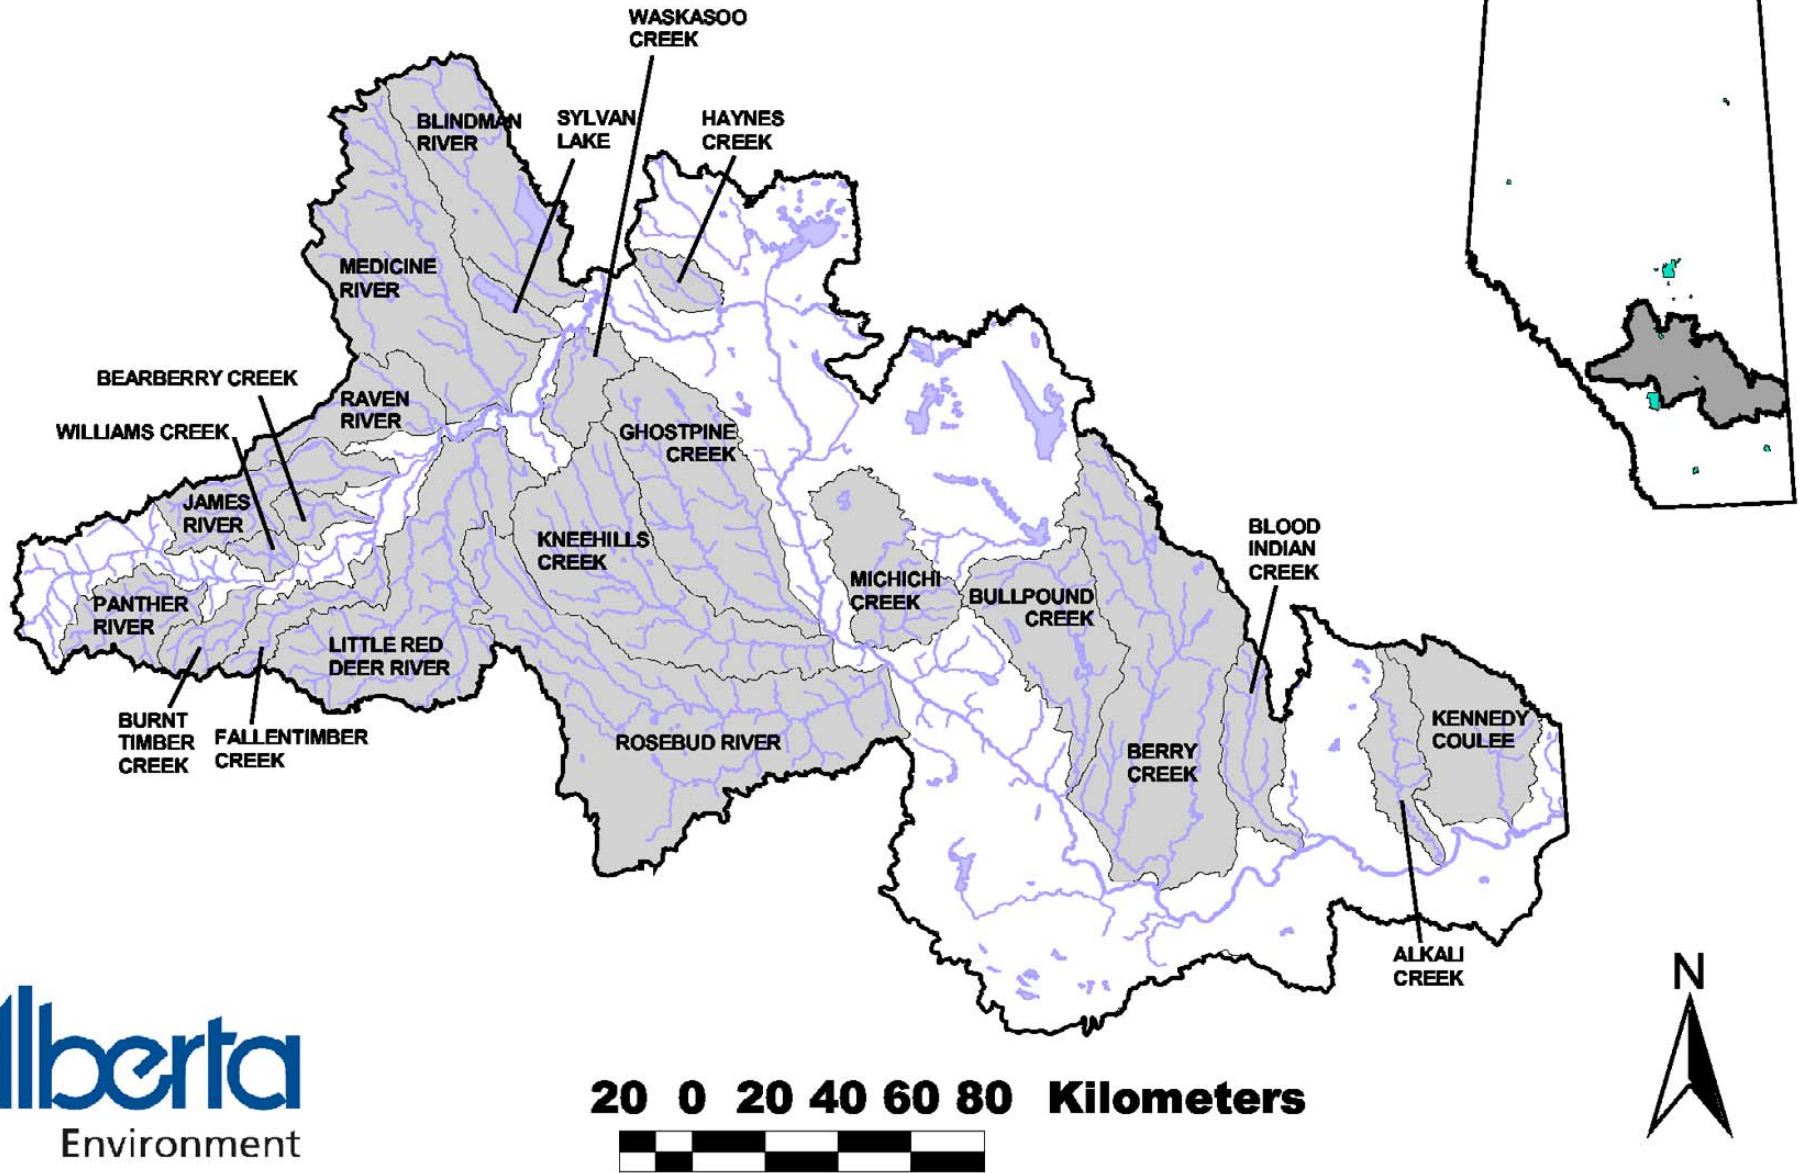 WASKASOO
CREEK
BLINDMAN
RIVER
SYLVAN
LAKE
HAYNES
CREEK
MEDICINE
RIVER
BEARBERRY CREEK
RAVEN
RIVER
WILLIAMS CREEK
GHOSTPINE
CREEK
JAMES
RIVER
KNEEHILLS
CREEK
BLOOD
INDIAN
CREEK
MICHICHI
CREEK
BULLPOUND
CREEK
PANTHER
RIVER
LITTLE RED
DEER RIVER
BURNT
TIMBER
CREEK
FALLENTIMBER
CREEK
ROSEBUD RIVER
BERRY
CREEK
KENNEDY
COULEE
ALKALI
CREEK
N
lberta
Environment
20 0 20 40 60 80 Kilometers